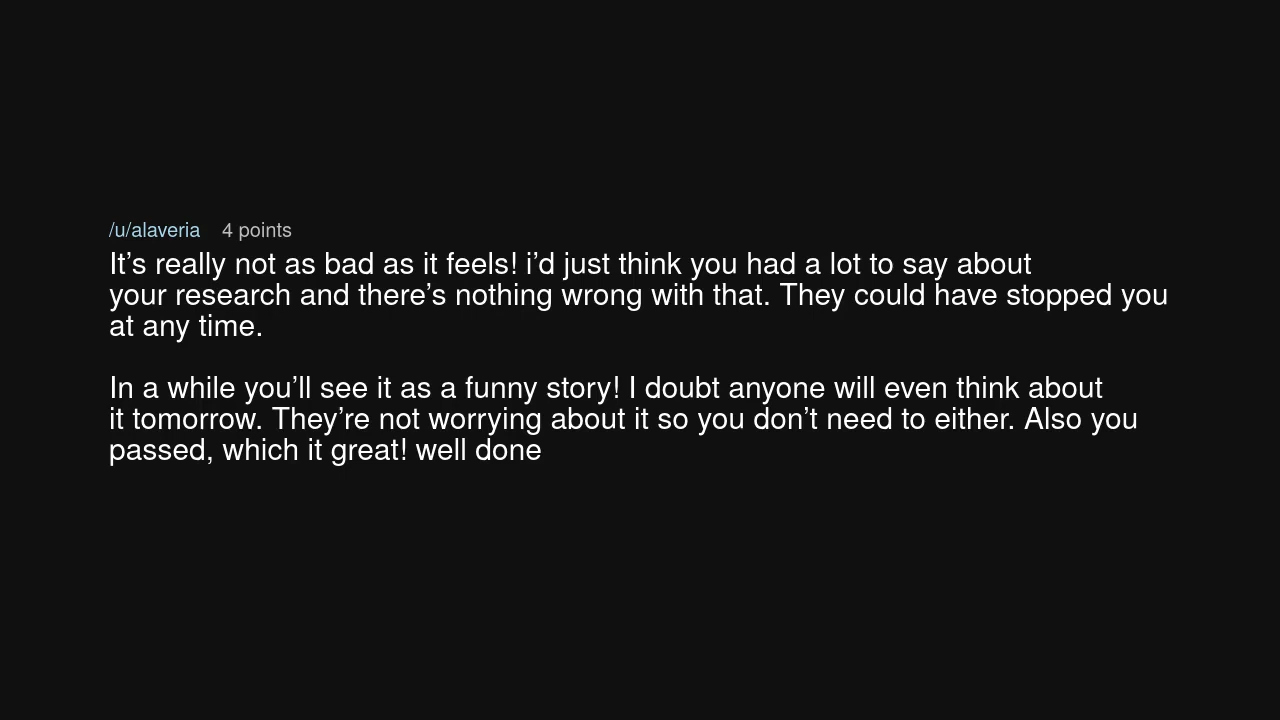 /u/alaveria 4 points
It’s really not as bad as it feels! i’d just think you had a lot to say about
your research and there’s nothing wrong with that. They could have stopped you
at any time.
In a while you’ll see it as a funny story! I doubt anyone will even think about
it tomorrow. They’re not worrying about it so you don’t need to either. Also you
passed, which it great! well done